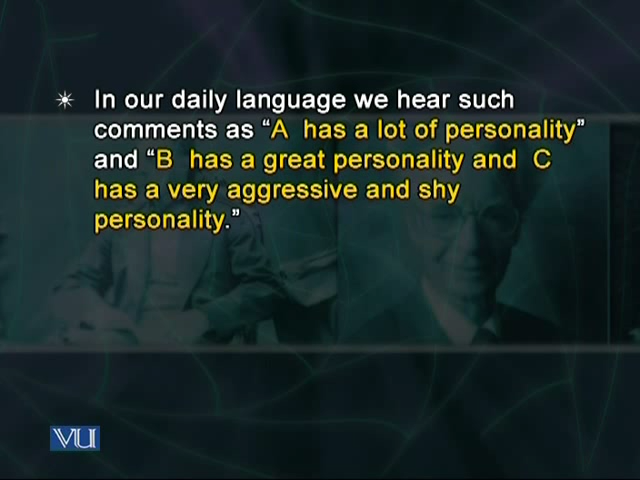 In our daily language we hear such
comments as “A has a lot of personality”
and “B has a great personality and C
has a very aggressive and shy
personality.”
VU